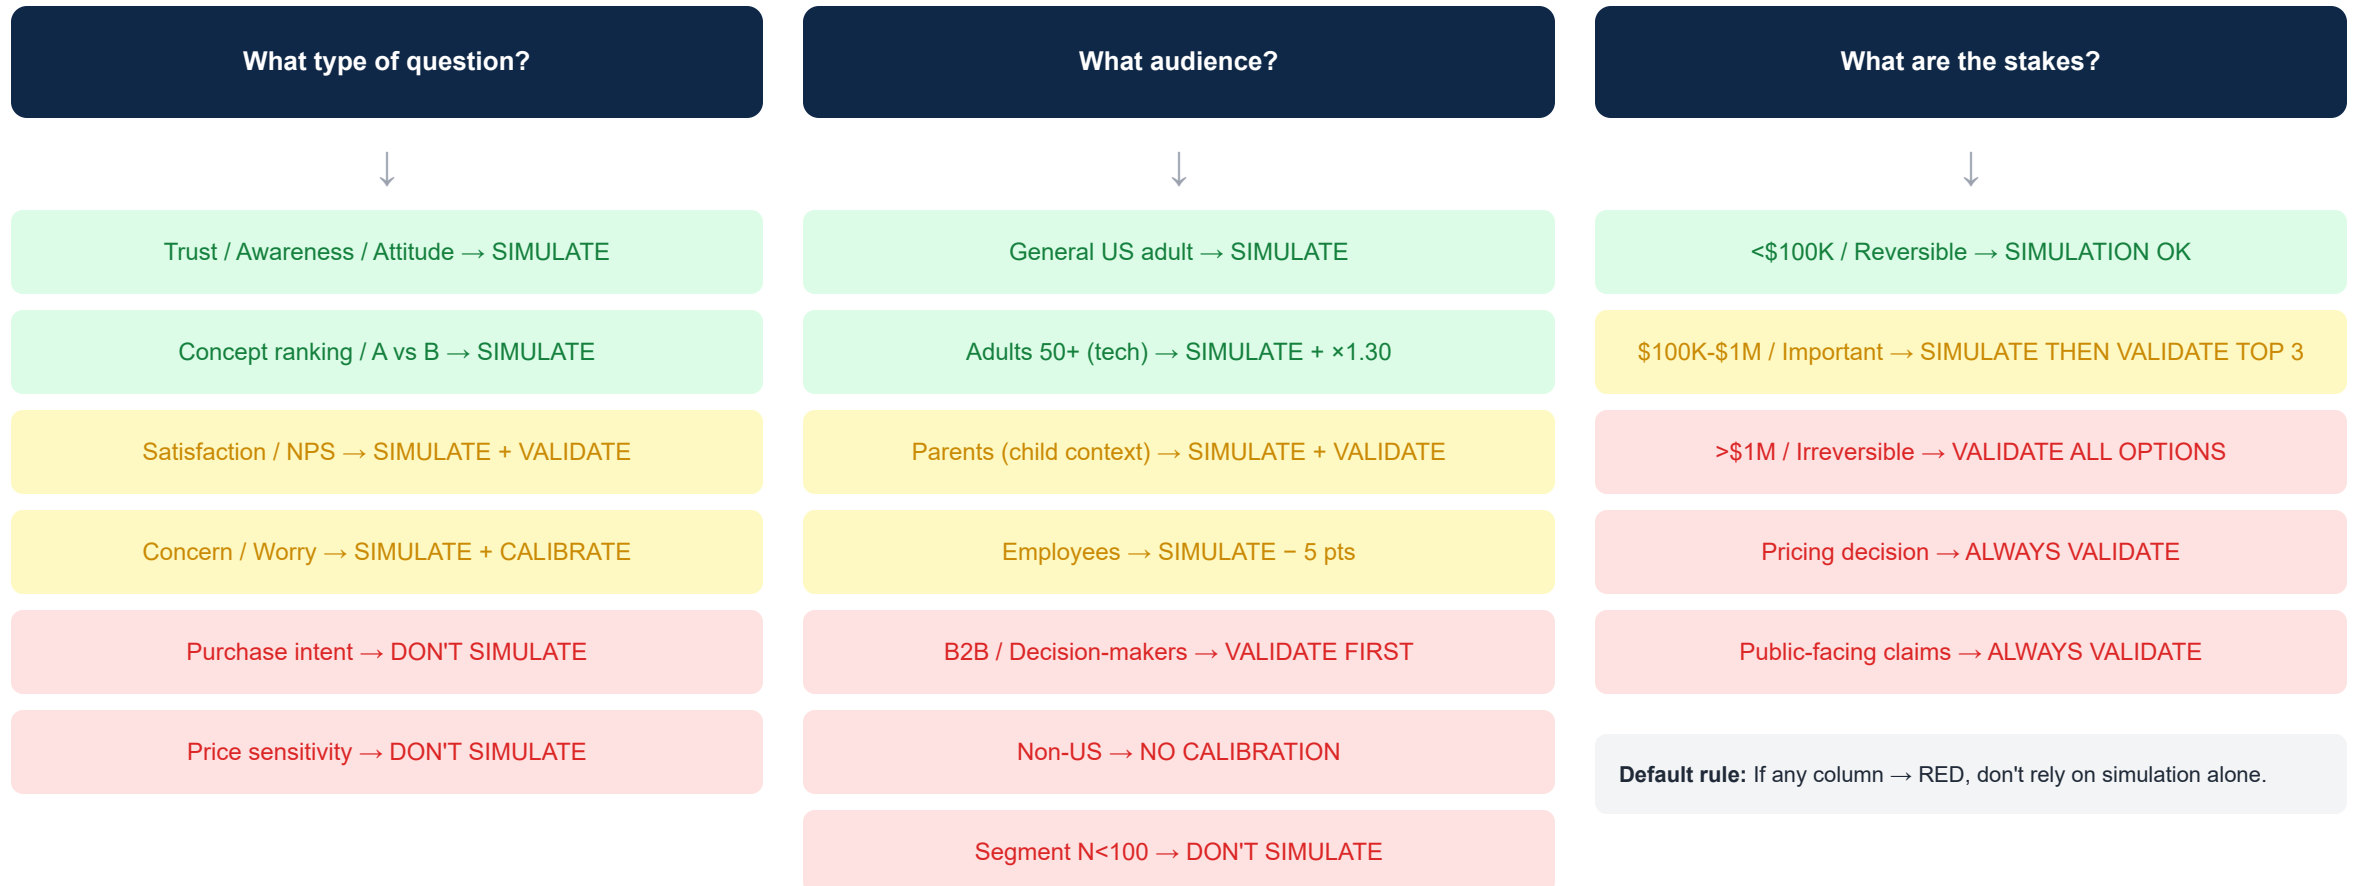 What type of question?
↓
Trust / Awareness / Attitude → SIMULATE
Concept ranking / A vs B → SIMULATE
Satisfaction / NPS → SIMULATE + VALIDATE
Concern / Worry → SIMULATE + CALIBRATE
Purchase intent → DON'T SIMULATE
Price sensitivity → DON'T SIMULATE
What audience?
↓
General US adult → SIMULATE
Adults 50+ (tech) → SIMULATE + ×1.30
Parents (child context) → SIMULATE + VALIDATE
Employees → SIMULATE − 5 pts
B2B / Decision-makers → VALIDATE FIRST
Non-US → NO CALIBRATION
Segment N<100 → DON'T SIMULATE
What are the stakes?
↓
<$100K / Reversible → SIMULATION OK
$100K-$1M / Important → SIMULATE THEN VALIDATE TOP 3
>$1M / Irreversible → VALIDATE ALL OPTIONS
Pricing decision → ALWAYS VALIDATE
Public-facing claims → ALWAYS VALIDATE
Default rule: If any column → RED, don't rely on simulation alone.